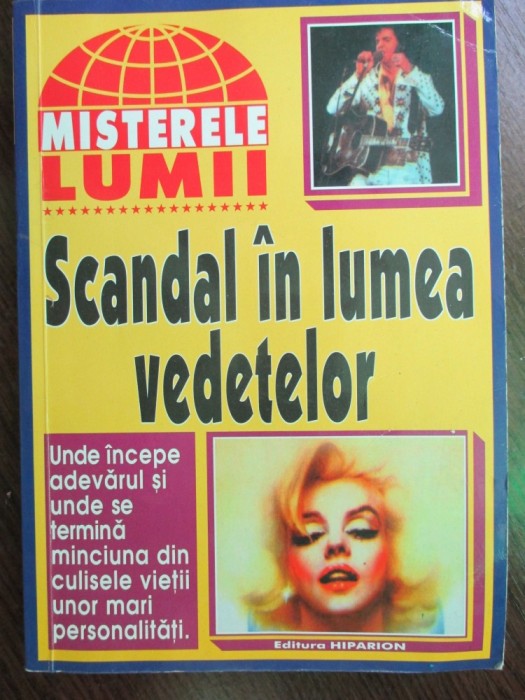 MISTERELE
LUMII
Scandal în lumea
vedetelor
Unde începe
adevărul și
unde se
termină
minciuna din
culisele vieții
unor mari
personalități.
Editura HIPARION